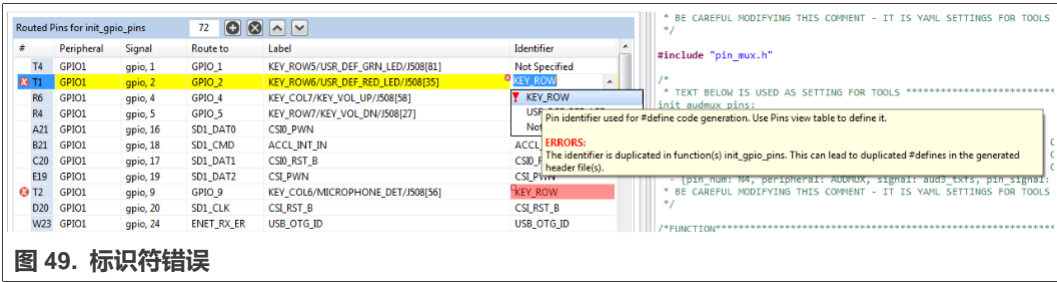 * BE CAREFUL MODIFYING THIS COMMENT - IT IS YAML SETTINGS FOR TOOLS
*/
Routed Pins for init_gpio_pins 72
# Peripheral Signal Route to Label Identifier
#include "pin_mux.h"
T4 GPIO1 gpio, 1 GPIO_1 KEY_ROW5/USR_DEF_GRN_LED/J508[81] Not Specified
T1 GPIO1 gpio, 2 GPIO_2 KEY_ROW6/USR_DEF_RED_LED/J508[35] KEY_ROW
/*
R6 GPIO1 gpio, 4 GPIO_4 KEY_COL7/KEY_VOL_UP/J508[58] KEY_ROW
* TEXT BELOW IS USED AS SETTING FOR TOOLS
init_audmux_pins:
R4 GPIO1 gpio, 5 GPIO_5 KEY_ROW7/KEY_VOL_DN/J508[27]
A21 GPIO1 gpio, 16 SD1_DAT0 CSI0_PWN
Pin identifier used for #define code generation. Use Pins view table to define it.
B21 GPIO1 gpio, 18 SD1_CMD ACCL_INT_IN
ERRORS:
C20 GPIO1 gpio, 17 SD1_DAT1 CSI0_RST_B
The identifier is duplicated in function(s) init_gpio_pins. This can lead to duplicated #defines in the generated
header file(s).
E19 GPIO1 gpio, 19 SD1_DAT2 CSI_PWN CSI_PWN
- {pin_num: N4, peripheral: AUDMUX, signal: aud3_txfs, pin_signal:
T2 GPIO1 gpio, 9 GPIO_9 KEY_COL6/MICROPHONE_DET/J508[56] KEY_ROW
* BE CAREFUL MODIFYING THIS COMMENT - IT IS YAML SETTINGS FOR TOOLS
*/
D20 GPIO1 gpio, 20 SD1_CLK CSI_RST_B CSI_RST_B
W23 GPIO1 gpio, 24 ENET_RX_ER USB_OTG_ID USB_OTG_ID
/*FUNCTION**********
图 49. 标识符错误